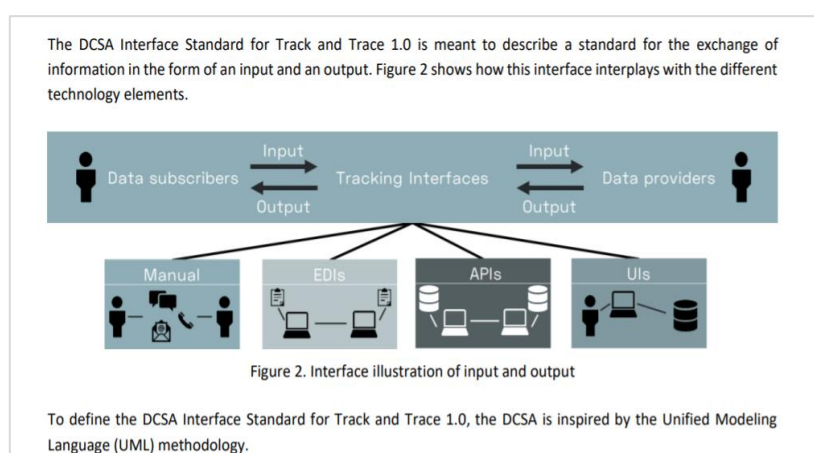 The DCSA Interface Standard for Track and Trace 1.0 is meant to describe a standard for the exchange of
information in the form of an input and an output. Figure 2 shows how this interface interplays with the different
technology elements.
Input Input
Data subscribers Tracking Interfaces Data providers
Output Output
Manual EDIs APIs UIs
Figure 2. Interface illustration of input and output
To define the DCSA Interface Standard for Track and Trace 1.0, the DCSA is inspired by the Unified Modeling
Language (UML) methodology.